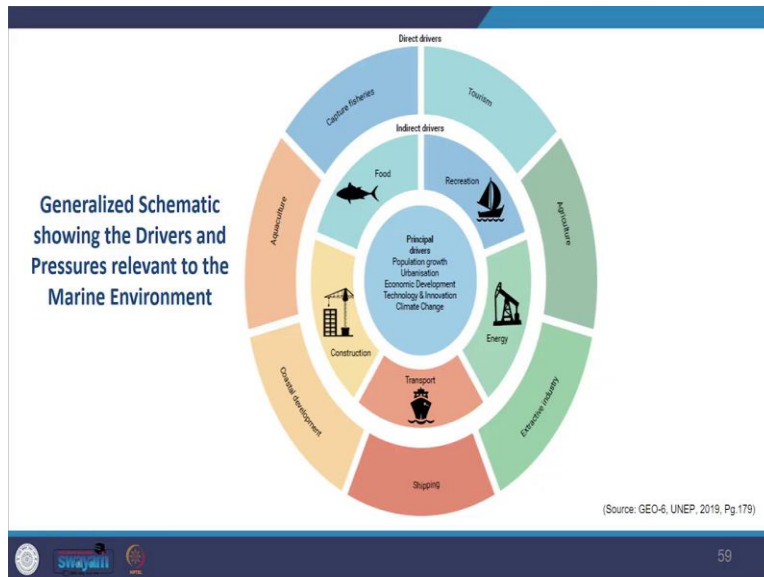 Direct drivers
Capture fisheries
Tourism
Indirect drivers
Food
Recreation
Aquaculture
Agriculture
Generalized Schematic
showing the Drivers and
Pressures relevant to the
Marine Environment
Principal
drivers
Population growth
Urbanisation
Economic Development
Technology & Innovation
Climate Change
Construction
Energy
Transport
Coastal development
Extractive industry
Shipping
(Source: GEO-6, UNEP, 2019, Pg.179)
swayam
59